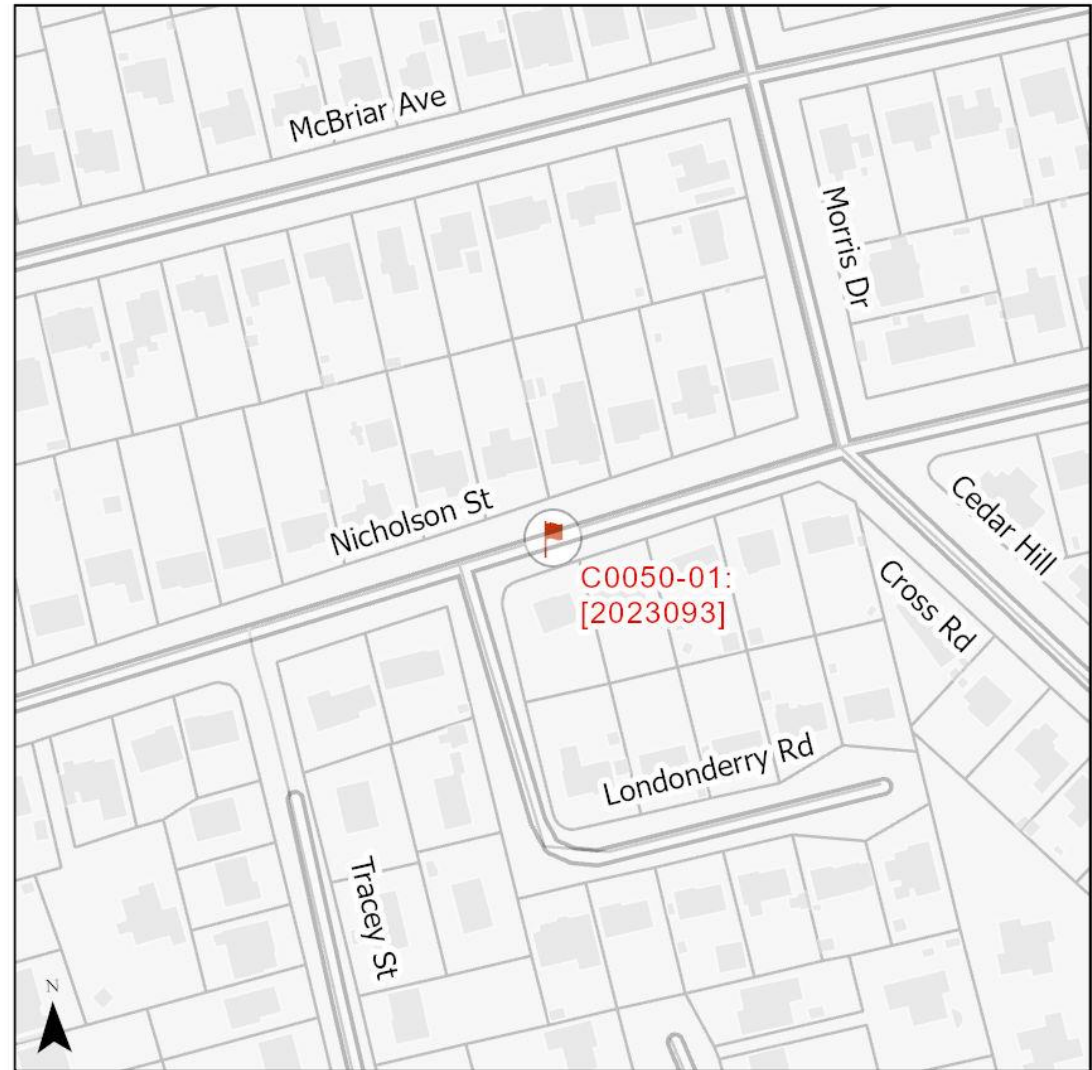 McBriar Ave
Morris Dr
Nicholson St
Cedar Hill
Cross Rd
C0050-01:
[2023093]
Londonderry Rd
Tracey St
N